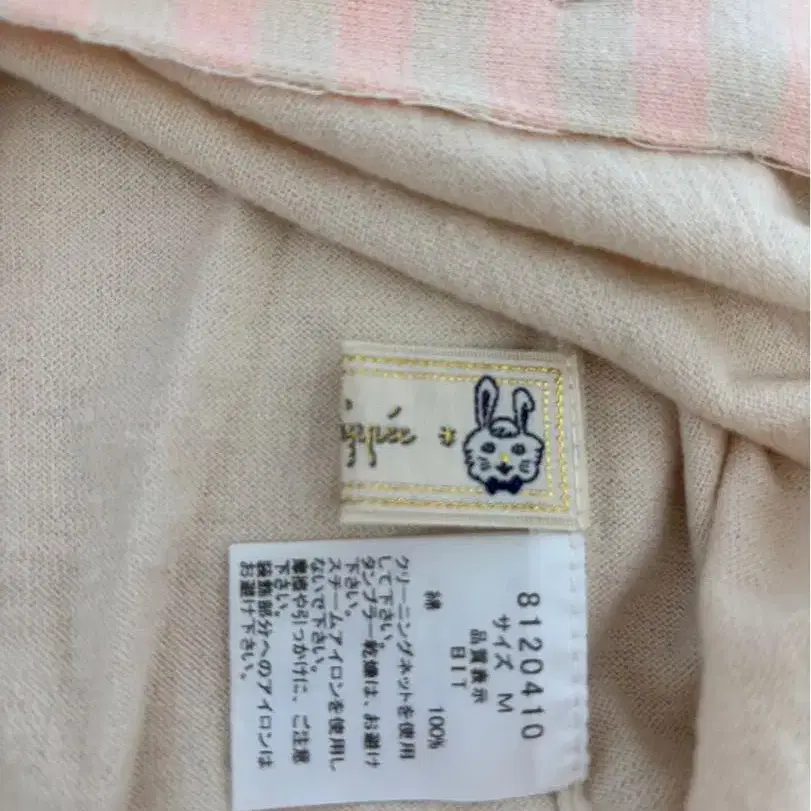 ippée *
8120410
サイズ M
品質表示
BIT
綿 100%
クリーニングネットを使用
して下さい。
タンブラー乾燥は、お避け
下さい。
スチームアイロンを使用し
ないで下さい。
摩擦や引っかけに、ご注意
下さい。
装飾部分へのアイロンは
お避け下さい。